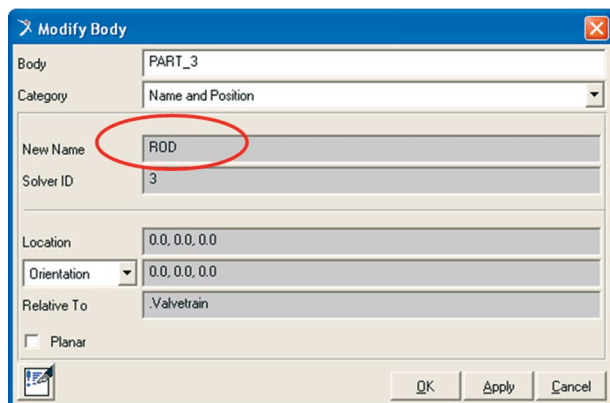 Modify Body
Body PART_3
Category Name and Position
New Name ROD
Solver ID 3
Location 0.0, 0.0, 0.0
Orientation 0.0, 0.0, 0.0
Relative To .Valvetrain
Planar
OK Apply Cancel